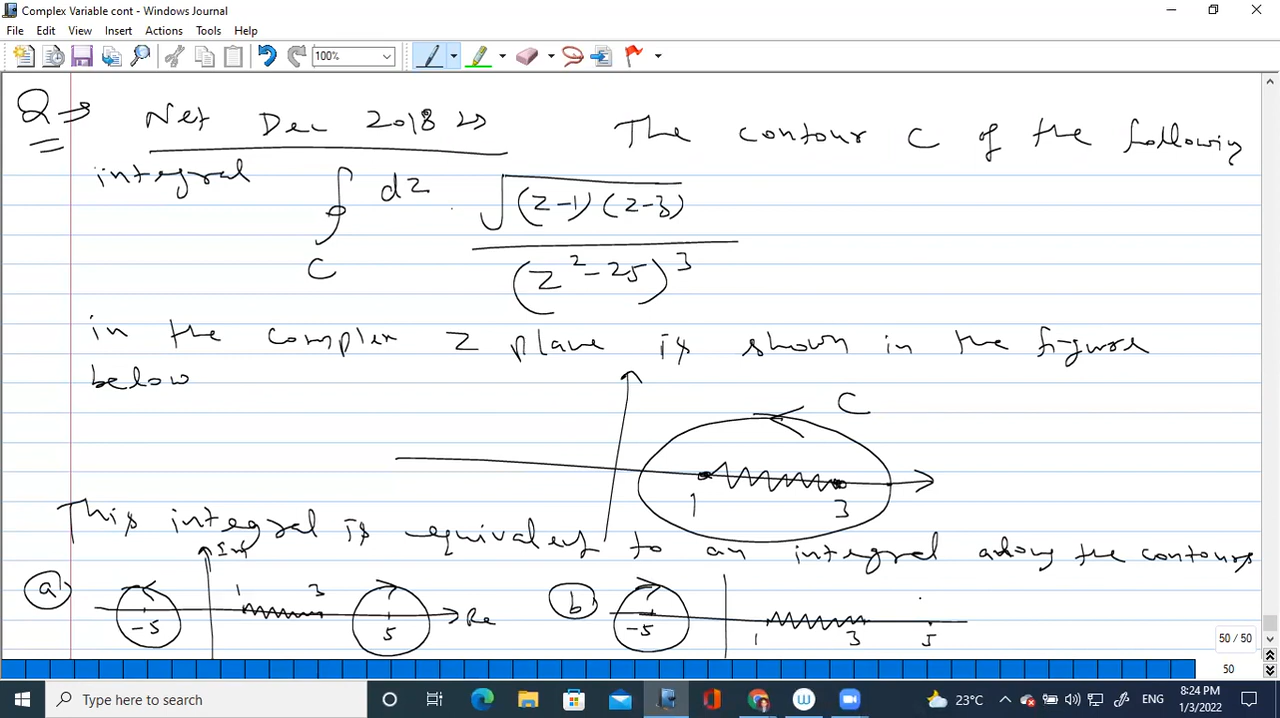 Complex Variable cont - Windows Journal
File Edit View Insert Actions Tools Help
100%
Q→ Net Dec 2018 → The contour C of the following
integral ∮ dz √(z-1)(z-3)
C (z²-25)³
in the complex z plane is shown in the figure
below
C
1 3
This integral is equivalent to an integral along the contours
Im
(a) -5 1 3 5 Re (b) -5 1 3 5
50 / 50
50
Type here to search
23°C ENG 8:24 PM
1/3/2022